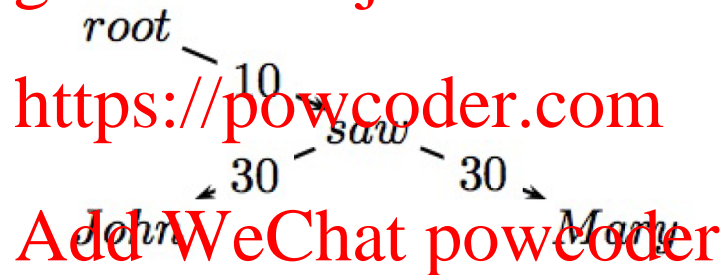 root
10
https://powcoder.com
saw
30 30
John Mary
Add WeChat powcoder